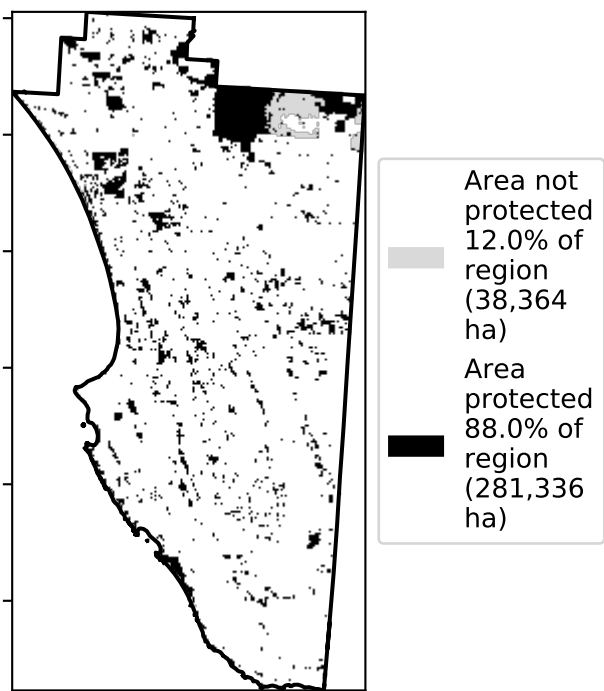 Area not
protected
12.0% of
region
(38,364
ha)
Area
protected
88.0% of
region
(281,336
ha)